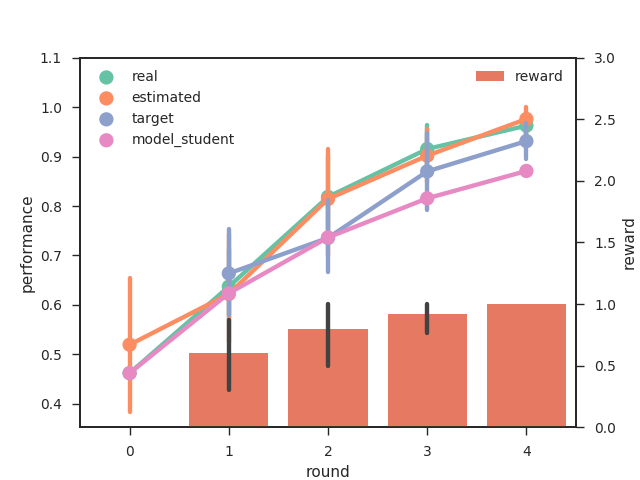 real
estimated
target
model_student
reward
1.1
1.0
0.9
0.8
0.7
0.6
0.5
0.4
performance
3.0
2.5
2.0
1.5
1.0
0.5
0.0
reward
0 1 2 3 4
round